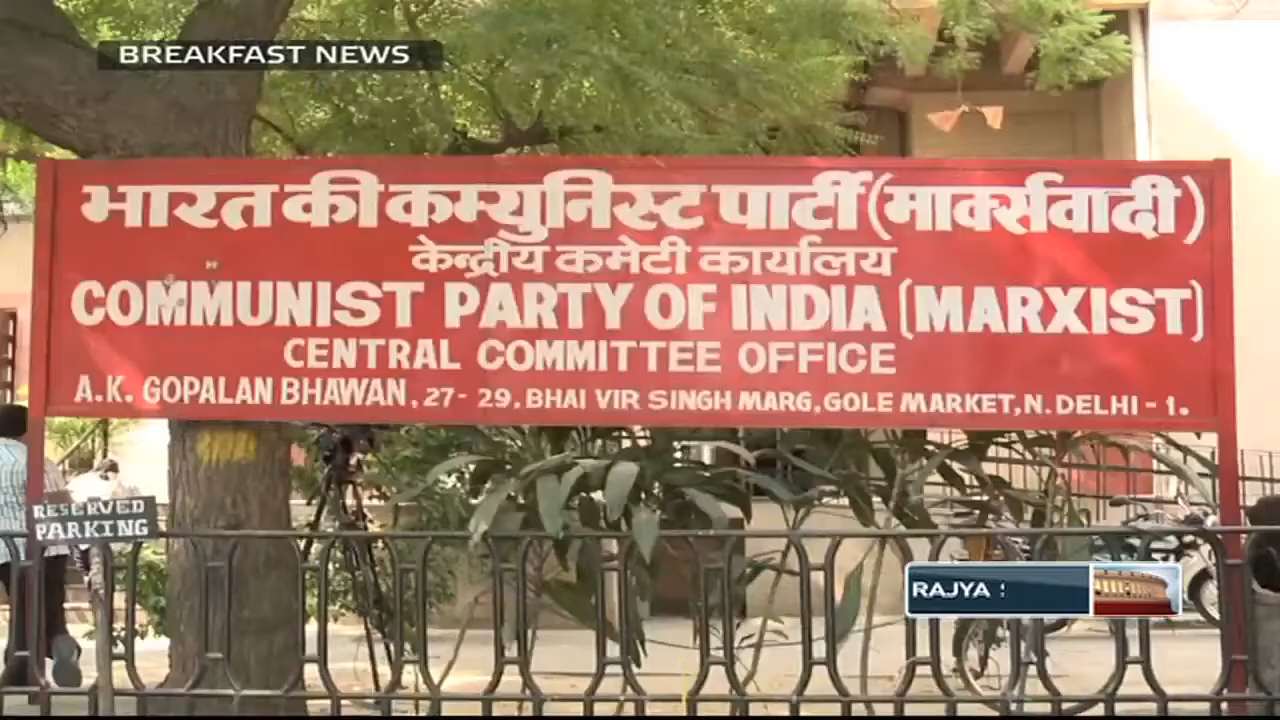 BREAKFAST NEWS
भारत की कम्युनिस्ट पार्टी (मार्क्सवादी)
केन्द्रीय कमेटी कार्यालय
COMMUNIST PARTY OF INDIA (MARXIST)
CENTRAL COMMITTEE OFFICE
A.K. GOPALAN BHAWAN, 27- 29, BHAI VIR SINGH MARG, GOLE MARKET, N. DELHI - 1.
RESERVED
PARKING
RAJYA